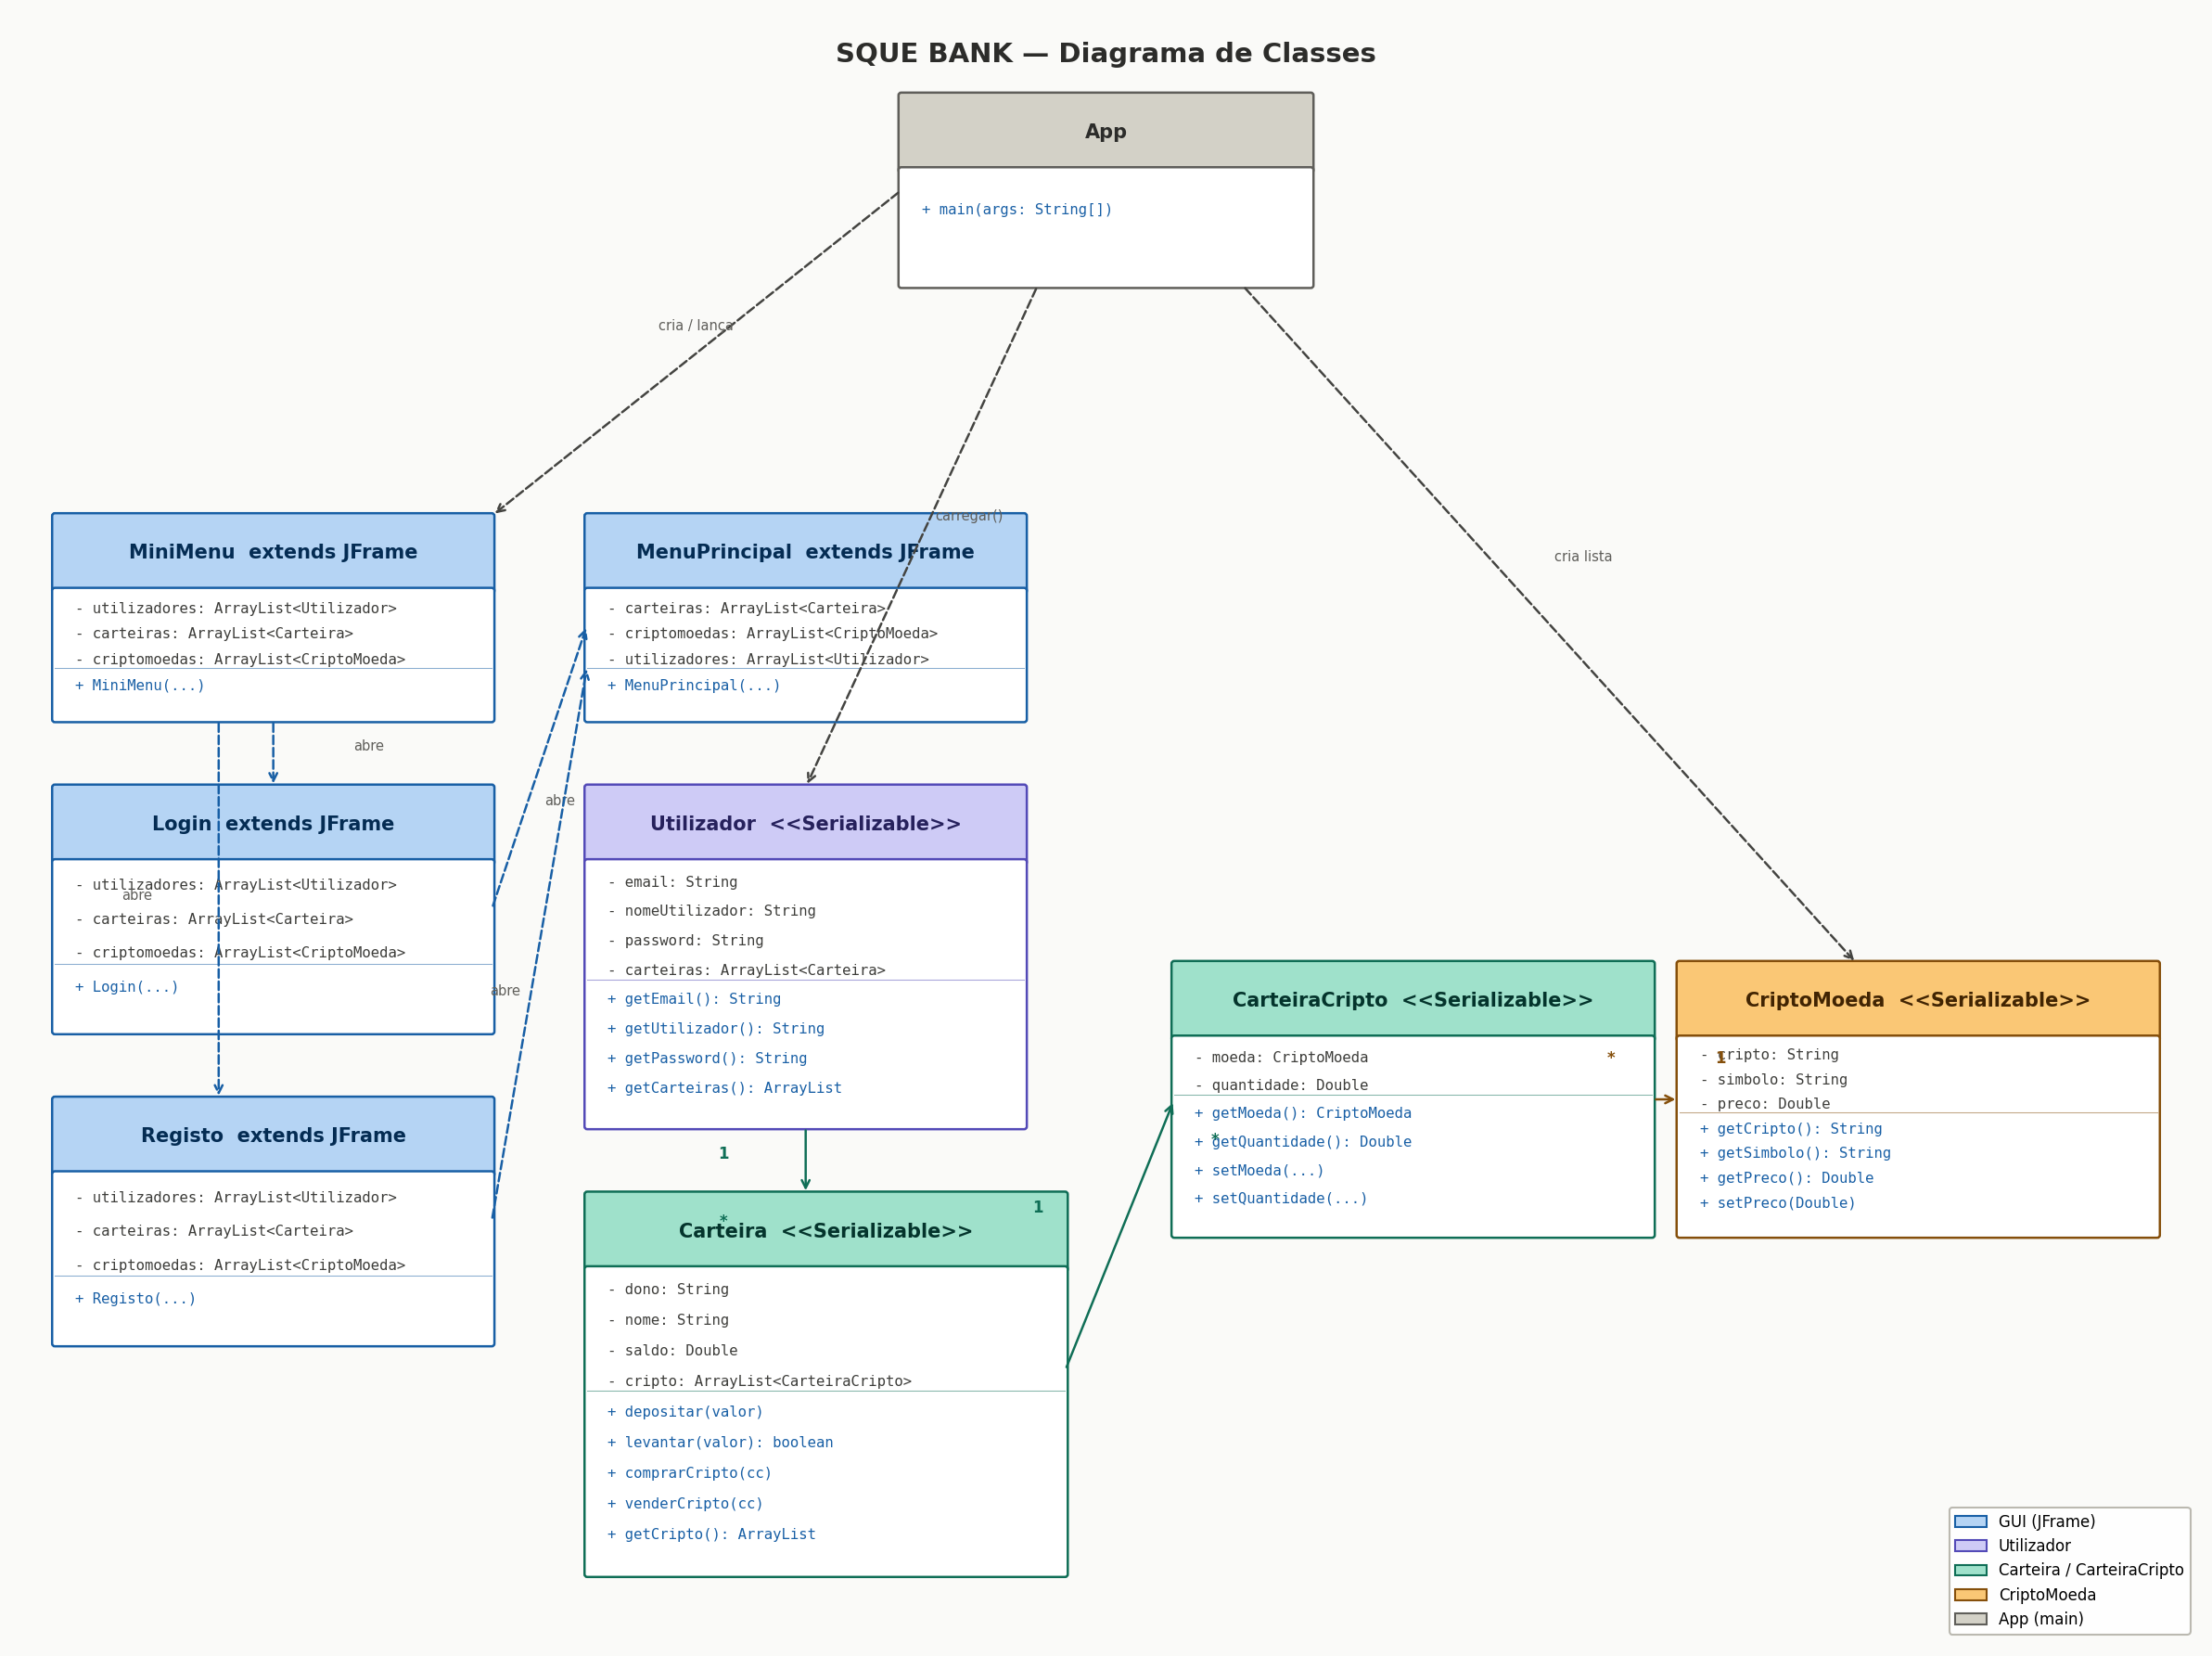 SQUE BANK — Diagrama de Classes
App
+ main(args: String[])
cria / lança
carregar()
cria lista
MiniMenu extends JFrame
- utilizadores: ArrayList<Utilizador>
- carteiras: ArrayList<Carteira>
- criptomoedas: ArrayList<CriptoMoeda>
+ MiniMenu(...)
MenuPrincipal extends JFrame
- carteiras: ArrayList<Carteira>
- criptomoedas: ArrayList<CriptoMoeda>
- utilizadores: ArrayList<Utilizador>
+ MenuPrincipal(...)
abre
abre
abre
abre
Login extends JFrame
- utilizadores: ArrayList<Utilizador>
- carteiras: ArrayList<Carteira>
- criptomoedas: ArrayList<CriptoMoeda>
+ Login(...)
Utilizador <<Serializable>>
- email: String
- nomeUtilizador: String
- password: String
- carteiras: ArrayList<Carteira>
+ getEmail(): String
+ getUtilizador(): String
+ getPassword(): String
+ getCarteiras(): ArrayList
CarteiraCripto <<Serializable>>
- moeda: CriptoMoeda
- quantidade: Double
+ getMoeda(): CriptoMoeda
+ getQuantidade(): Double
+ setMoeda(...)
+ setQuantidade(...)
*
*
CriptoMoeda <<Serializable>>
- cripto: String
- simbolo: String
- preco: Double
+ getCripto(): String
+ getSimbolo(): String
+ getPreco(): Double
+ setPreco(Double)
1
Registo extends JFrame
- utilizadores: ArrayList<Utilizador>
- carteiras: ArrayList<Carteira>
- criptomoedas: ArrayList<CriptoMoeda>
+ Registo(...)
1
*
1
Carteira <<Serializable>>
- dono: String
- nome: String
- saldo: Double
- cripto: ArrayList<CarteiraCripto>
+ depositar(valor)
+ levantar(valor): boolean
+ comprarCripto(cc)
+ venderCripto(cc)
+ getCripto(): ArrayList
GUI (JFrame)
Utilizador
Carteira / CarteiraCripto
CriptoMoeda
App (main)